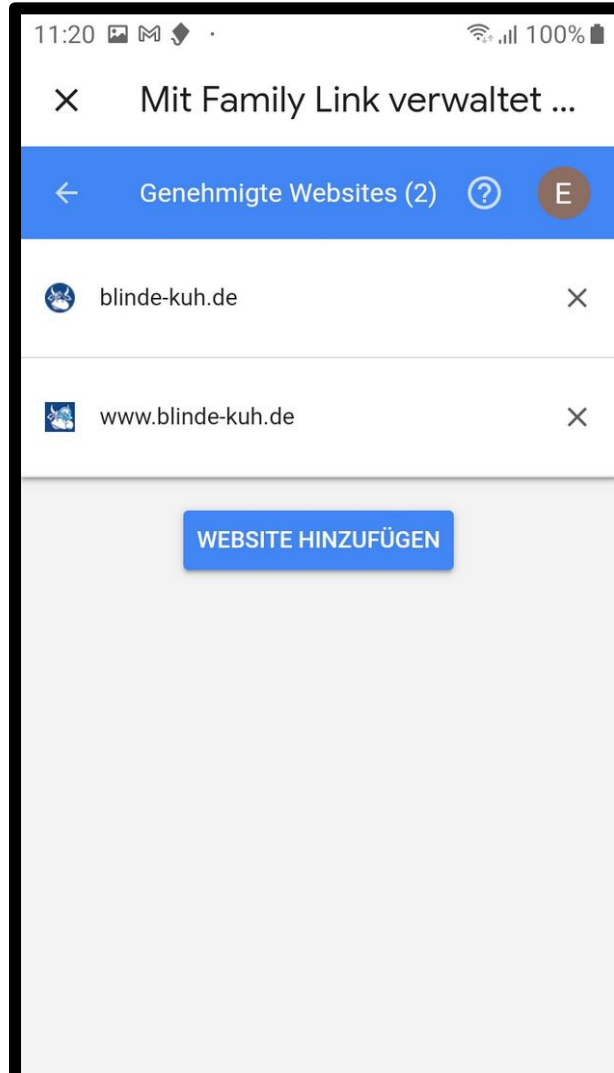 11:20 100%
Mit Family Link verwaltet ...
Genehmigte Websites (2) E
blinde-kuh.de
www.blinde-kuh.de
WEBSITE HINZUFÜGEN